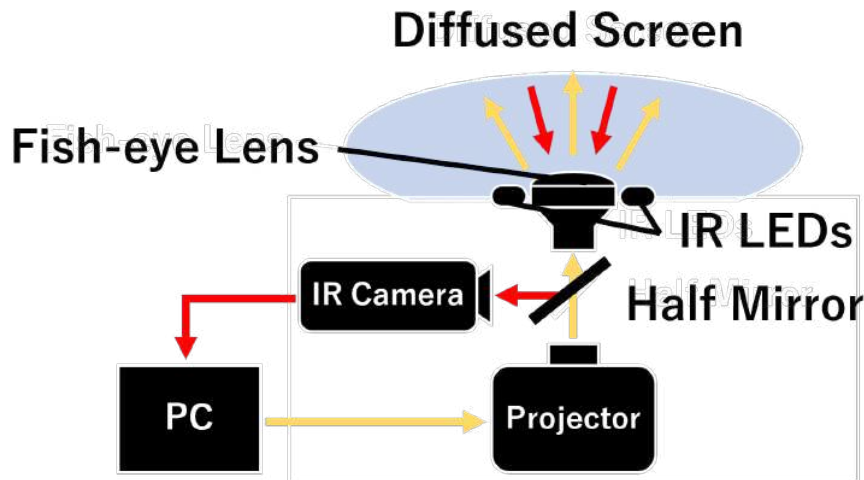 Diffused Screen
Fish-eye Lens
IR LEDs
IR Camera
Half Mirror
PC
Projector